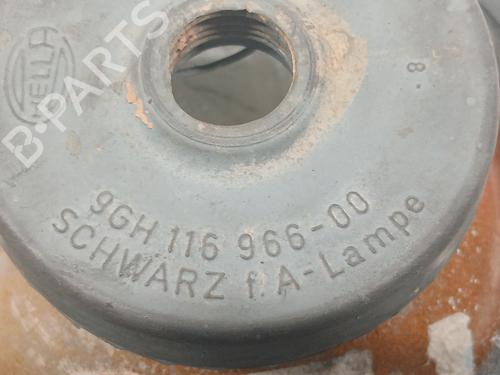 HELLA
B-PARTS
8.
9GH 116 966-00
SCHWARZ f. A-Lampe